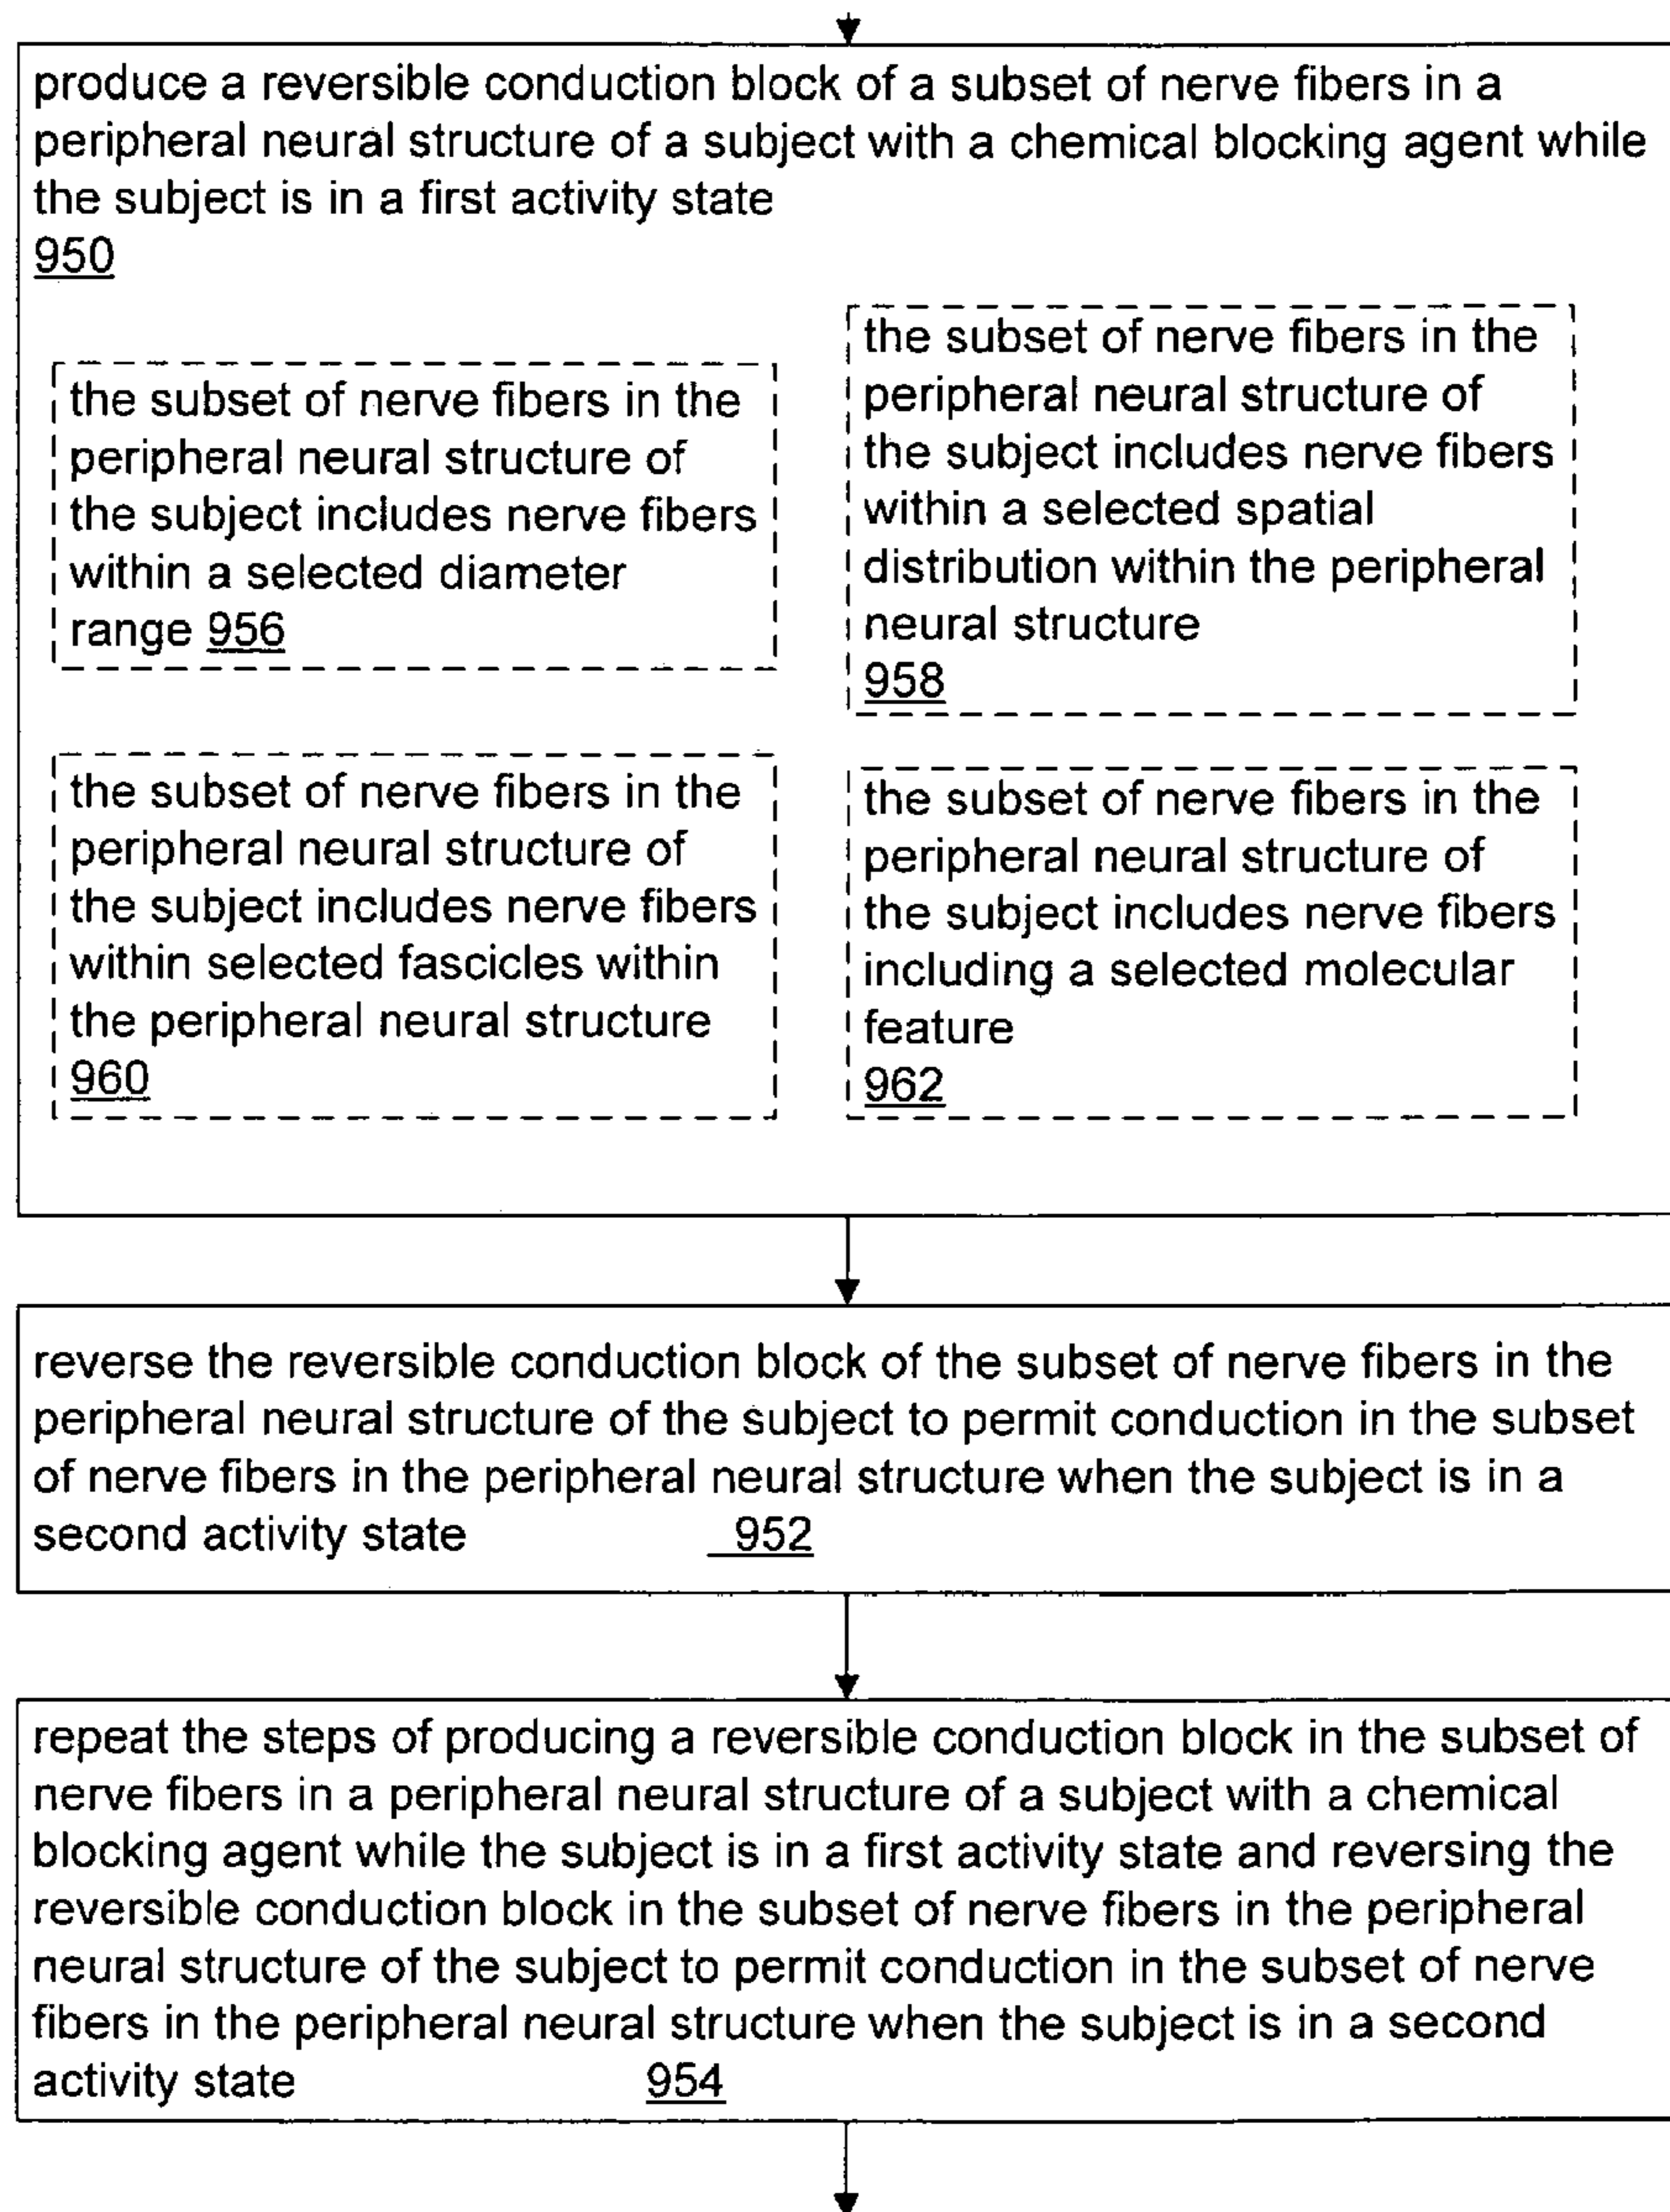 produce a reversible conduction block of a subset of nerve fibers in a
peripheral neural structure of a subject with a chemical blocking agent while
the subject is in a first activity state
950
the subset of nerve fibers in the
peripheral neural structure of
the subject includes nerve fibers
within a selected diameter
range 956
the subset of nerve fibers in the
peripheral neural structure of
the subject includes nerve fibers
within a selected spatial
distribution within the peripheral
neural structure
958
the subset of nerve fibers in the
peripheral neural structure of
the subject includes nerve fibers
within selected fascicles within
the peripheral neural structure
960
the subset of nerve fibers in the
peripheral neural structure of
the subject includes nerve fibers
including a selected molecular
feature
962
reverse the reversible conduction block of the subset of nerve fibers in the
peripheral neural structure of the subject to permit conduction in the subset
of nerve fibers in the peripheral neural structure when the subject is in a
second activity state 952
repeat the steps of producing a reversible conduction block in the subset of
nerve fibers in a peripheral neural structure of a subject with a chemical
blocking agent while the subject is in a first activity state and reversing the
reversible conduction block in the subset of nerve fibers in the peripheral
neural structure of the subject to permit conduction in the subset of nerve
fibers in the peripheral neural structure when the subject is in a second
activity state 954